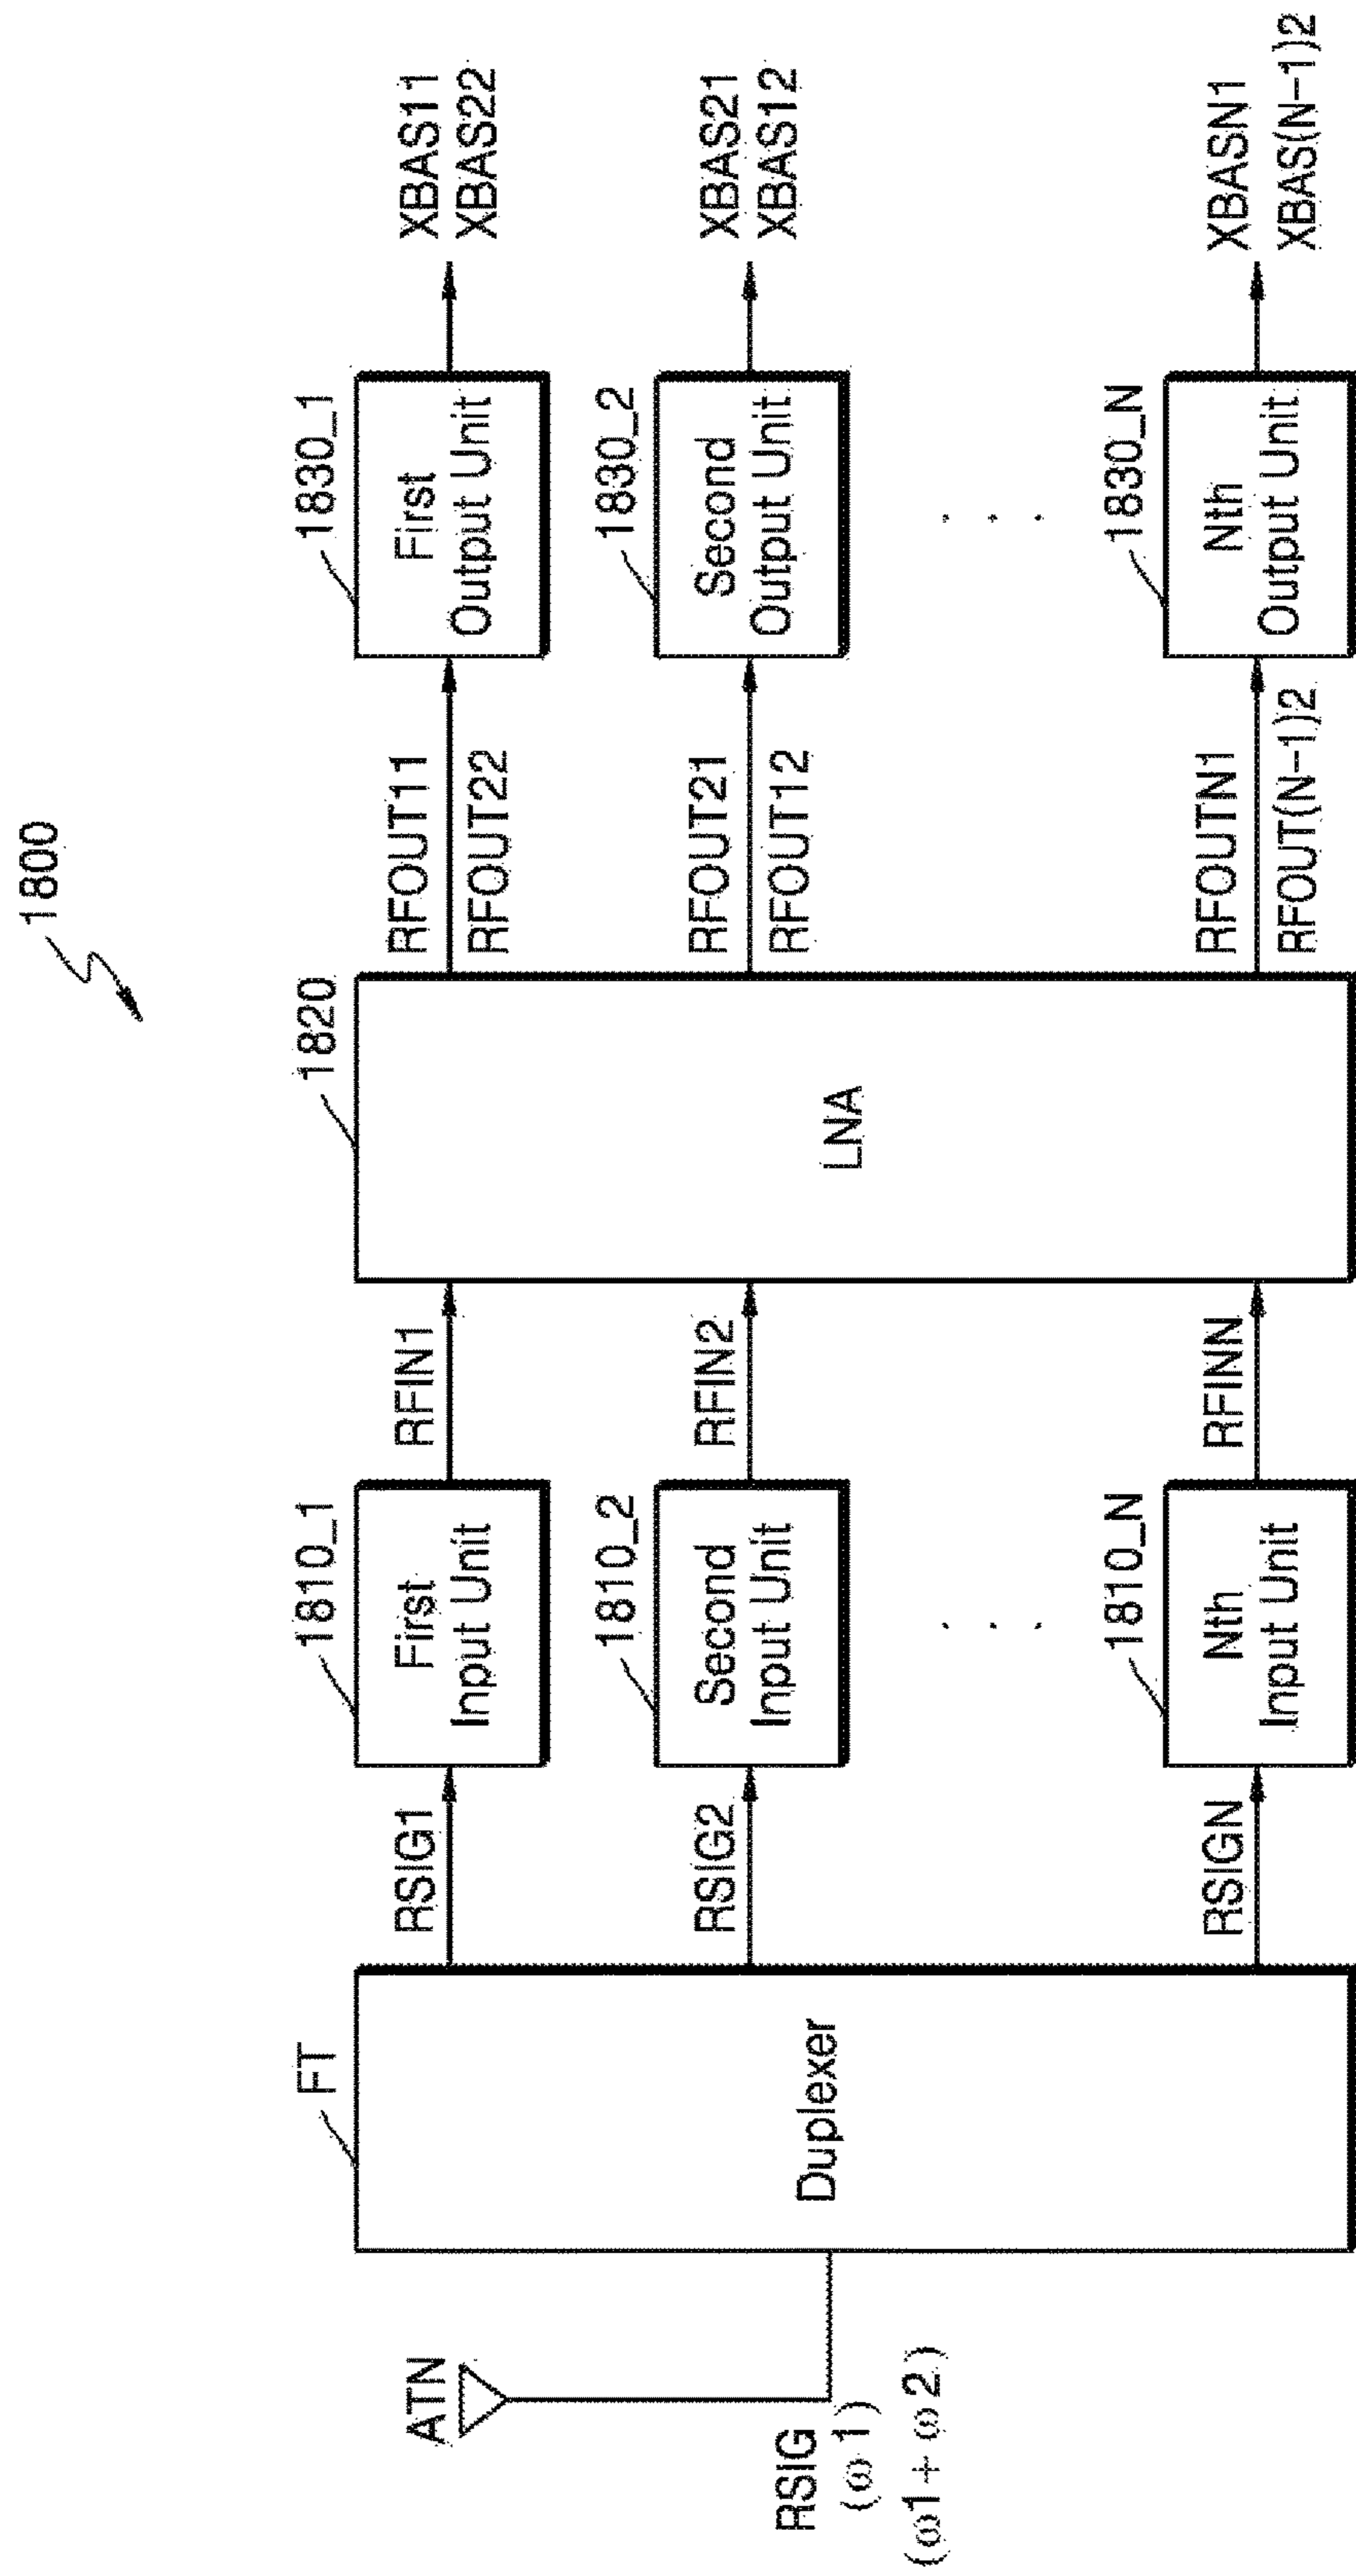 1800
ATN
RSIG
(ω1)
(ω1+ω2)
FT
Duplexer
RSIG1
RSIG2
RSIGN
1810_1
First
Input Unit
1810_2
Second
Input Unit
. . .
1810_N
Nth
Input Unit
RFIN1
RFIN2
RFINN
1820
LNA
RFOUT11
RFOUT22
RFOUT21
RFOUT12
RFOUTN1
RFOUT(N-1)2
1830_1
First
Output Unit
1830_2
Second
Output Unit
. . .
1830_N
Nth
Output Unit
XBAS11
XBAS22
XBAS21
XBAS12
XBASN1
XBAS(N-1)2